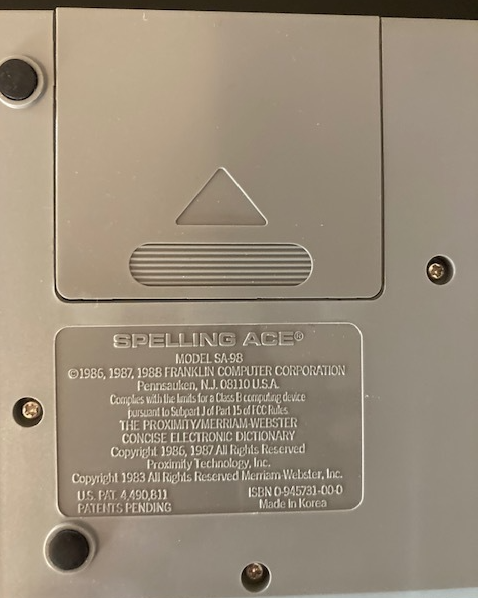 SPELLING ACE®
MODEL SA-98
©1986, 1987, 1988 FRANKLIN COMPUTER CORPORATION
Pennsauken, N.J. 08110 U.S.A.
Complies with the limits for a Class B computing device
pursuant to Subpart J of Part 15 of FCC Rules
THE PROXIMITY/MERRIAM-WEBSTER
CONCISE ELECTRONIC DICTIONARY
Copyright 1986, 1987 All Rights Reserved
Proximity Technology, Inc.
Copyright 1983 All Rights Reserved Merriam-Webster, Inc.
U.S. PAT. 4,490,811 ISBN 0-945731-00-0
PATENTS PENDING Made in Korea